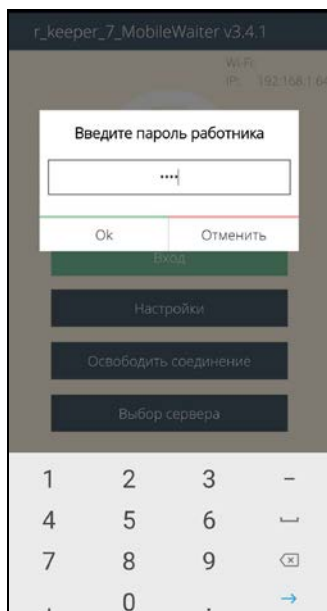 r_keeper_7_MobileWaiter v3.4.1
Wi-Fi:
IP: 192.168.1.64
Введите пароль работника
····
Ok Отменить
Вход
Настройки
Освободить соединение
Выбор сервера
1 2 3 –
4 5 6
7 8 9
, 0 .